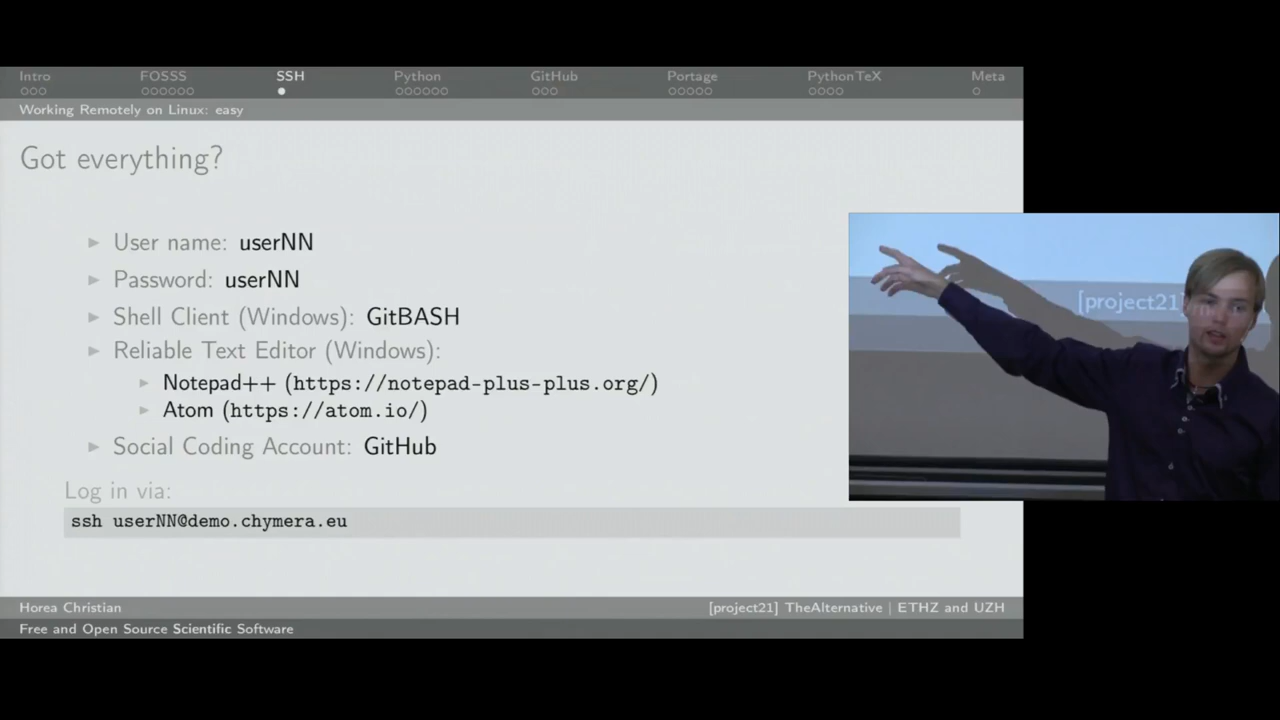 Intro FOSSS SSH Python GitHub Portage PythonTeX Meta
Working Remotely on Linux: easy
Got everything?
User name: userNN
Password: userNN
Shell Client (Windows): GitBASH
Reliable Text Editor (Windows):
Notepad++ (https://notepad-plus-plus.org/)
Atom (https://atom.io/)
Social Coding Account: GitHub
Log in via:
ssh userNN@demo.chymera.eu
Horea Christian
[project21] TheAlternative | ETHZ and UZH
Free and Open Source Scientific Software
[project21]